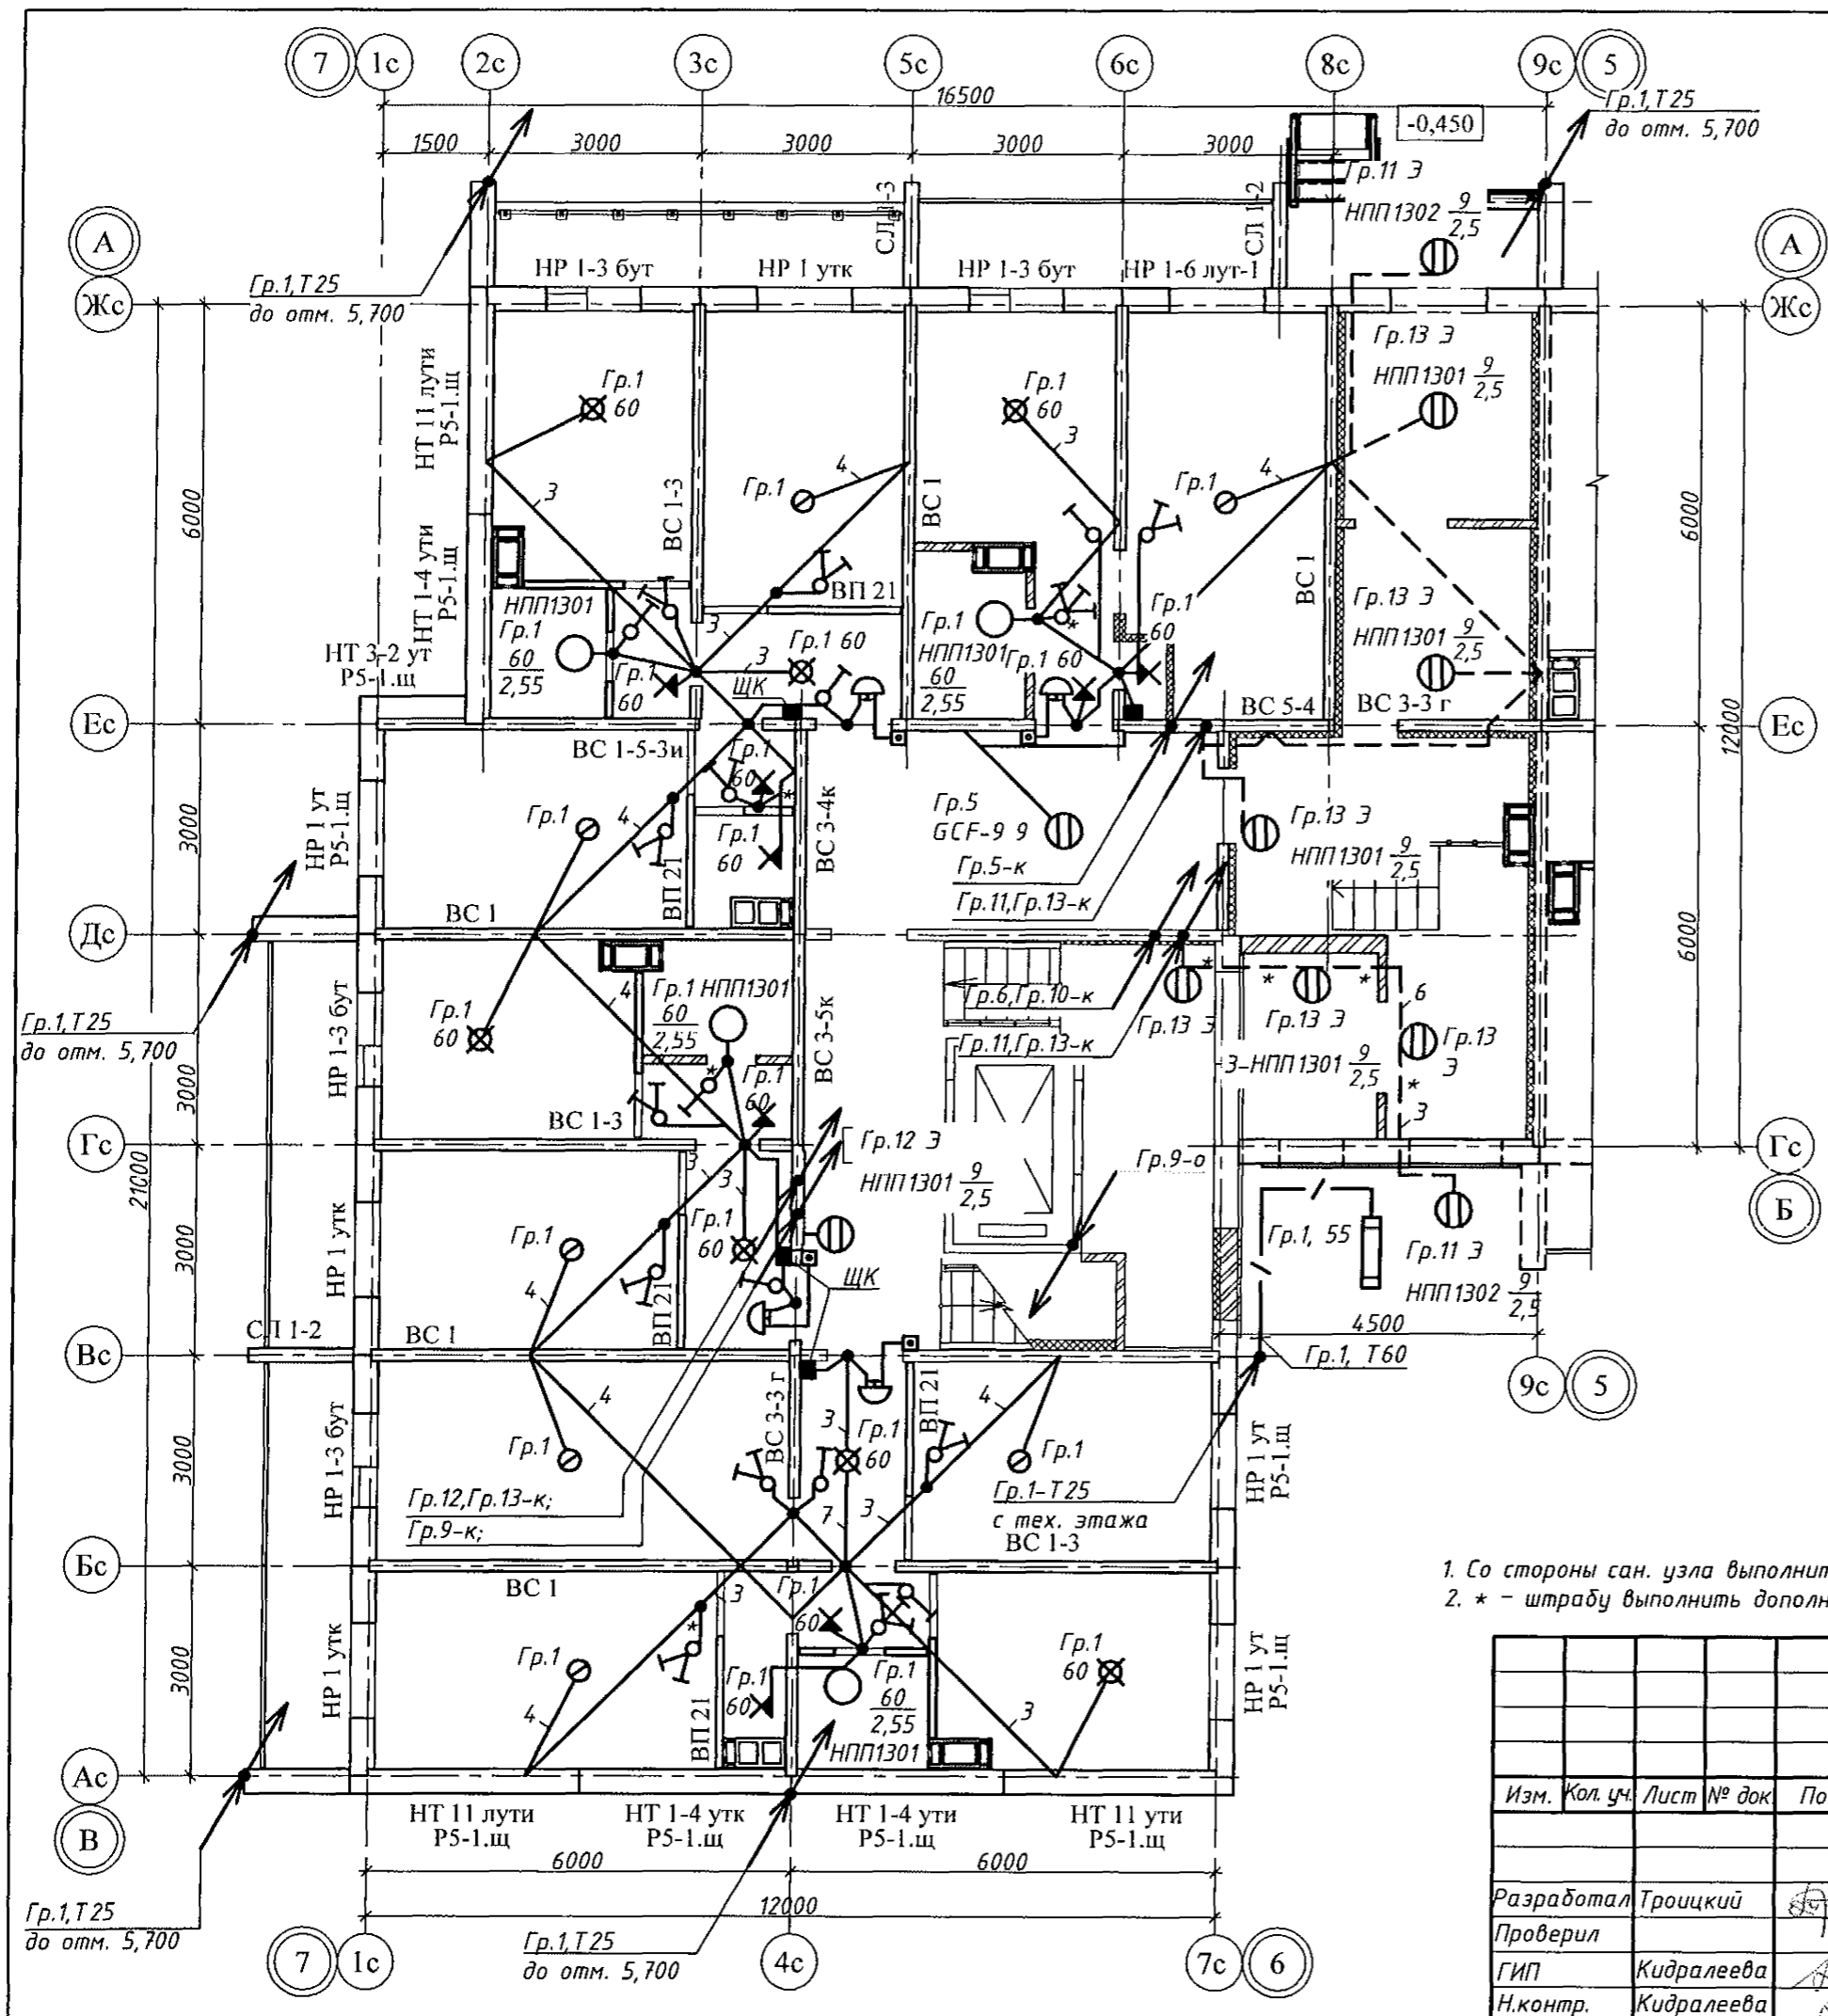 7 1с 2с 3с 5с 6с 8с 9с 5
16500
1500 3000 3000 3000 3000
-0,450
Гр.1,Т25
до отм. 5,700
Гр.11 Э
НПП1302 9/2,5
СЛ 1-3
СЛ 1-2
А
Жс
А
Жс
НР 1-3 бут НР 1 утк НР 1-3 бут НР 1-6 лут-1
Гр.1,Т25
до отм. 5,700
Гр.13 Э
НПП1301 9/2,5
Гр.1
60
Гр.1
60
НТ 11 лути
Р5-1.щ
3
4
3
4
Гр.1
Гр.1
6000
6000
12000
6000
ВС 1-3
ВС 1
ВС 1
НТ 1-4 ути
Р5-1.щ
ВП 21
НПП1301
Гр.1
60
2,55
Гр.1
60
3
3
Гр.1 60
Гр.1
НПП1301
60
2,55
*
Гр.1
60
Гр.1 60
Гр.13 Э
НПП1301 9/2,5
НТ 3-2 ут
Р5-1.щ
ЩК
Ес
ВС 5-4 ВС 3-3 г
Ес
ВС 1-5-3и
Гр.1
60
*
Гр.1
4
Гр.1
60
ВС 3-4к
НР 1 ут
Р5-1.щ
3000
ВП 21
Гр.5
GCF-9 9
Гр.5-к
Гр.11,Гр.13-к
Гр.13 Э
НПП1301 9/2,5
Дс
ВС 1
Гр.1,Т25
до отм. 5,700
НР 1-3 бут
3000
Гр.1
60
4
Гр.1 НПП1301
60
2,55
*
Гр.1
60
ВС 3-5к
Гр.6,Гр.10-к
Гр.11,Гр.13-к
*
*
*
Гр.13 Э
Гр.13 Э
3-НПП1301 9/2,5
6
Гр.13
Э
*
3
6000
ВС 1-3
Гс
Гс
Б
21000
3
3
Гр.12 Э
НПП1301 9/2,5
Гр.9-о
Гр.1, 55
Гр.11 Э
НПП1302 9/2,5
НР 1 утк
3000
Гр.1
4
Гр.1
60
ВП 21
ЩК
4500
Гр.1, Т60
СЛ 1-2
Вс
ВС 1
9с 5
НР 1-3 бут
3000
4
Гр.1
ВС 3-3 г
3
Гр.1
60
ВП 21
4
Гр.1
3
7
Гр.12,Гр.13-к;
Гр.9-к;
Гр.1-Т25
с тех. этажа
НР 1 ут
Р5-1.щ
Бс
ВС 1
ВС 1-3
1. Со стороны сан. узла выполнит
2. * - штрабу выполнить дополн
НР 1 утк
3000
3
*
Гр.1
4
Гр.1
60
Гр.1
60
ВП 21
Гр.1
60
2,55
НПП1301
3
Гр.1
60
НР 1 ут
Р5-1.щ
Ас
В
НТ 11 лути
Р5-1.щ
НТ 1-4 утк
Р5-1.щ
НТ 1-4 ути
Р5-1.щ
НТ 11 ути
Р5-1.щ
6000 6000
12000
Гр.1,Т25
до отм. 5,700
Гр.1,Т25
до отм. 5,700
7 1с 4с 7с 6
Изм. Кол. уч. Лист № док. По
Разработал Троицкий
Проверил
ГИП Кидралеева
Н.контр. Кидралеева